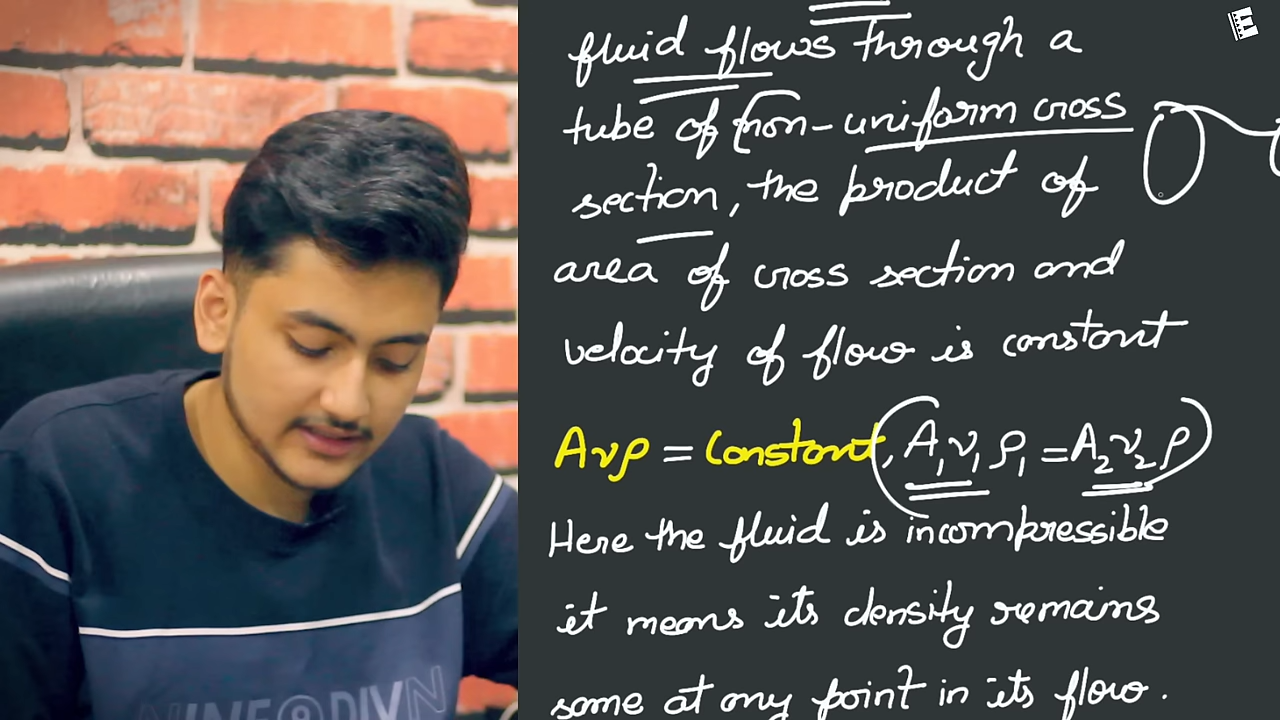 fluid flows through a
tube of non-uniform cross
section, the product of
area of cross section and
velocity of flow is constant
Avρ = Constant, (A₁v₁ρ₁ = A₂v₂ρ)
Here the fluid is incompressible
it means its density remains
same at any point in its flow.